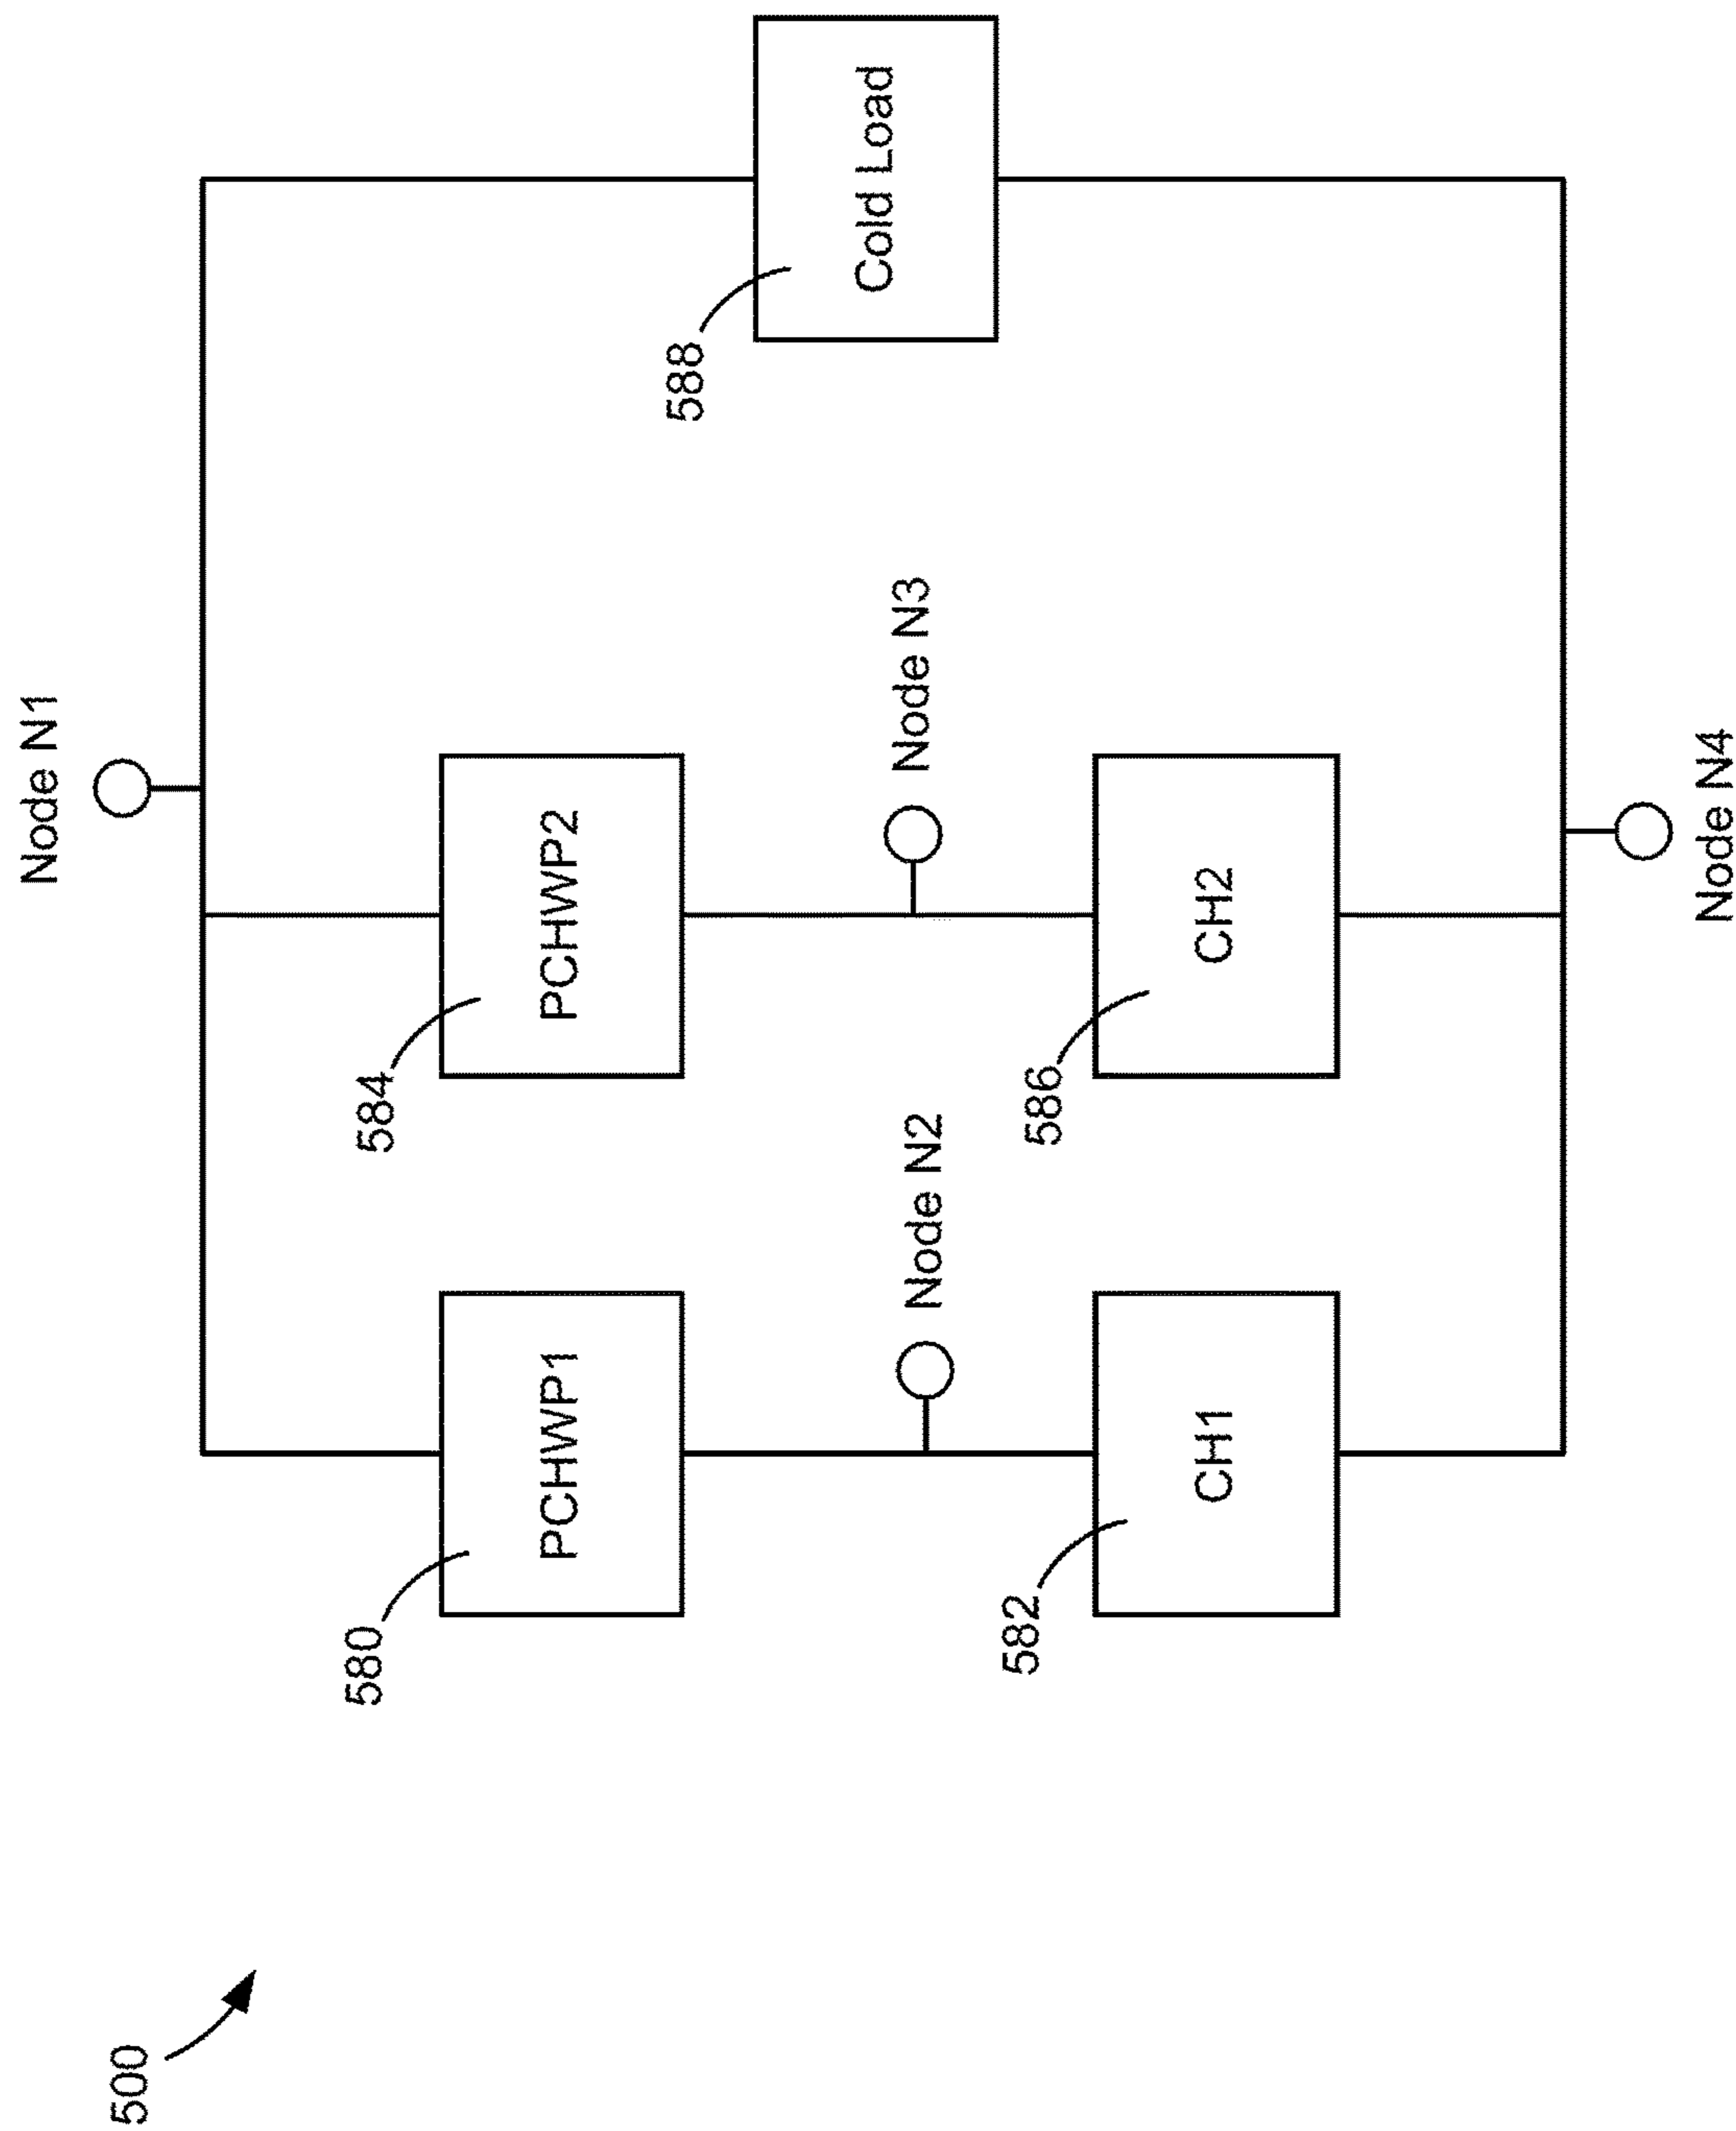 Node N1
500
580
584
PCHWP1
PCHWP2
588
Cold Load
Node N2
Node N3
582
586
CH1
CH2
Node N4